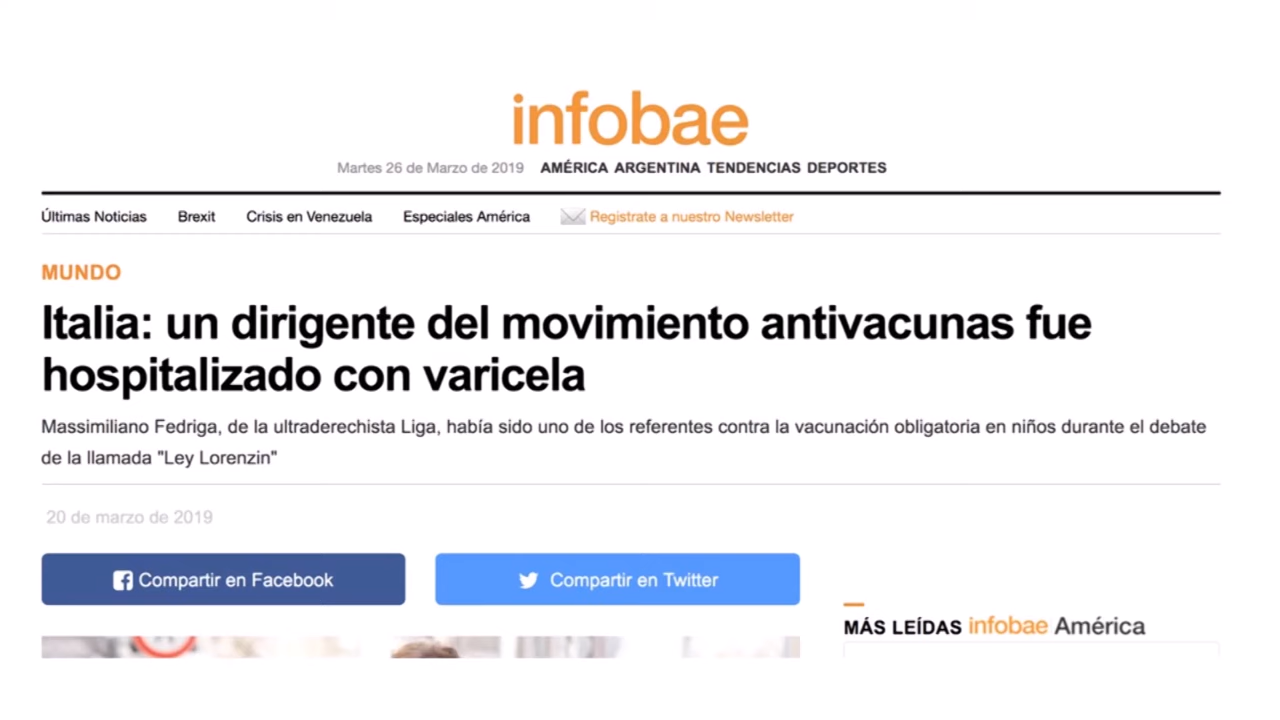 infobae
Martes 26 de Marzo de 2019 AMÉRICA ARGENTINA TENDENCIAS DEPORTES
Últimas Noticias Brexit Crisis en Venezuela Especiales América Registrate a nuestro Newsletter
MUNDO
Italia: un dirigente del movimiento antivacunas fue
hospitalizado con varicela
Massimiliano Fedriga, de la ultraderechista Liga, había sido uno de los referentes contra la vacunación obligatoria en niños durante el debate
de la llamada "Ley Lorenzin"
20 de marzo de 2019
Compartir en Facebook Compartir en Twitter
MÁS LEÍDAS infobae América